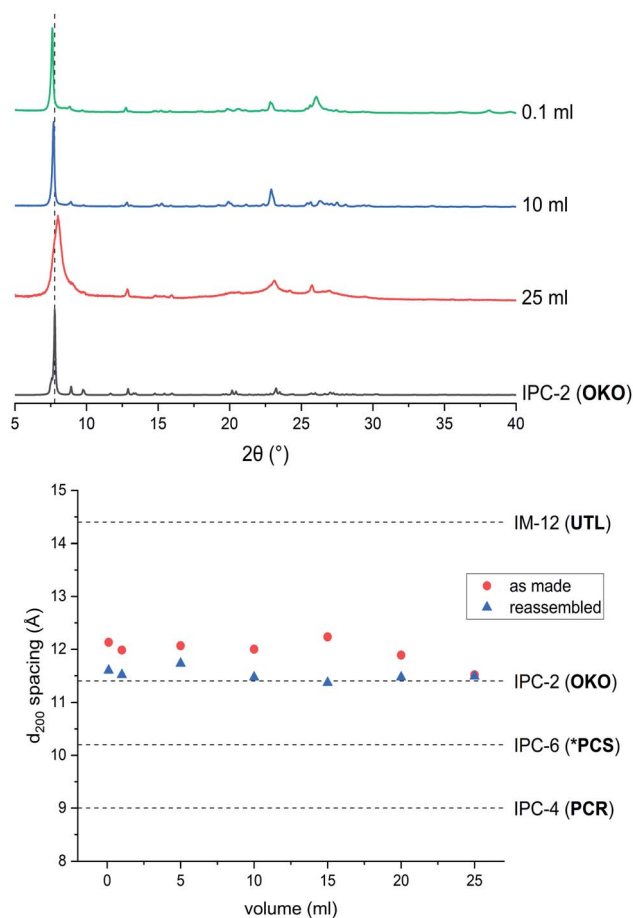 0.1 ml
10 ml
25 ml
IPC-2 (OKO)
5 10 15 20 25 30 35 40
2θ (°)
15
14
13
12
11
10
9
8
d200 spacing (Å)
IM-12 (UTL)
as made
reassembled
IPC-2 (OKO)
IPC-6 (*PCS)
IPC-4 (PCR)
0 5 10 15 20 25
volume (ml)